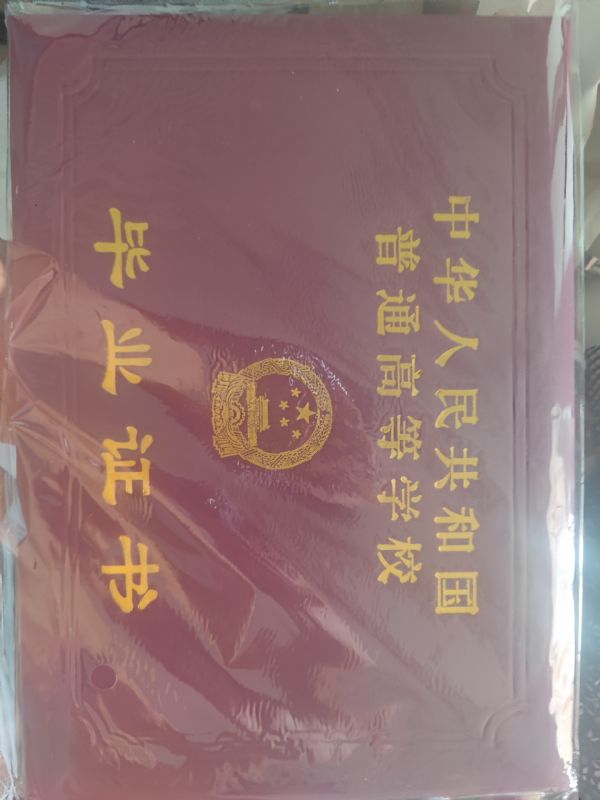 中华人民共和国
普通高等学校
毕业证书